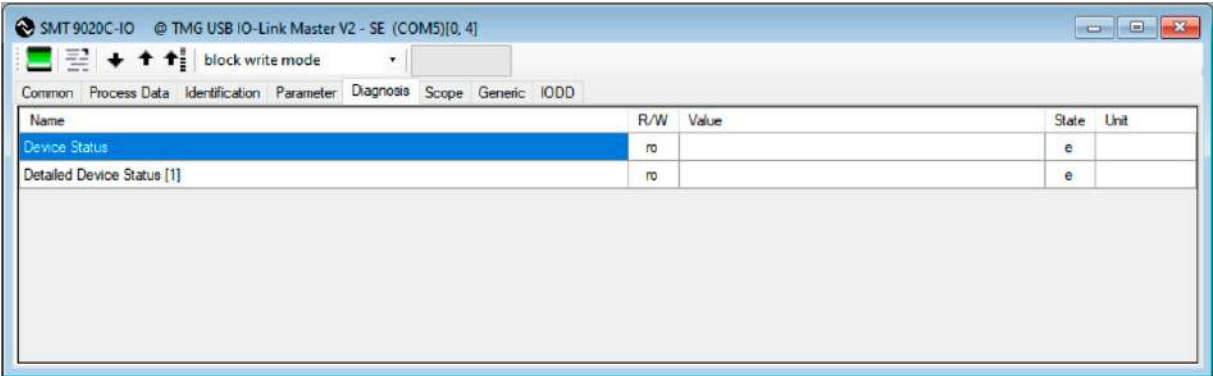 SMT 9020C-IO @ TMG USB IO-Link Master V2 - SE (COM5)[0, 4]
block write mode
Common Process Data Identification Parameter Diagnosis Scope Generic IODD
Name R/W Value State Unit
Device Status ro e
Detailed Device Status [1] ro e